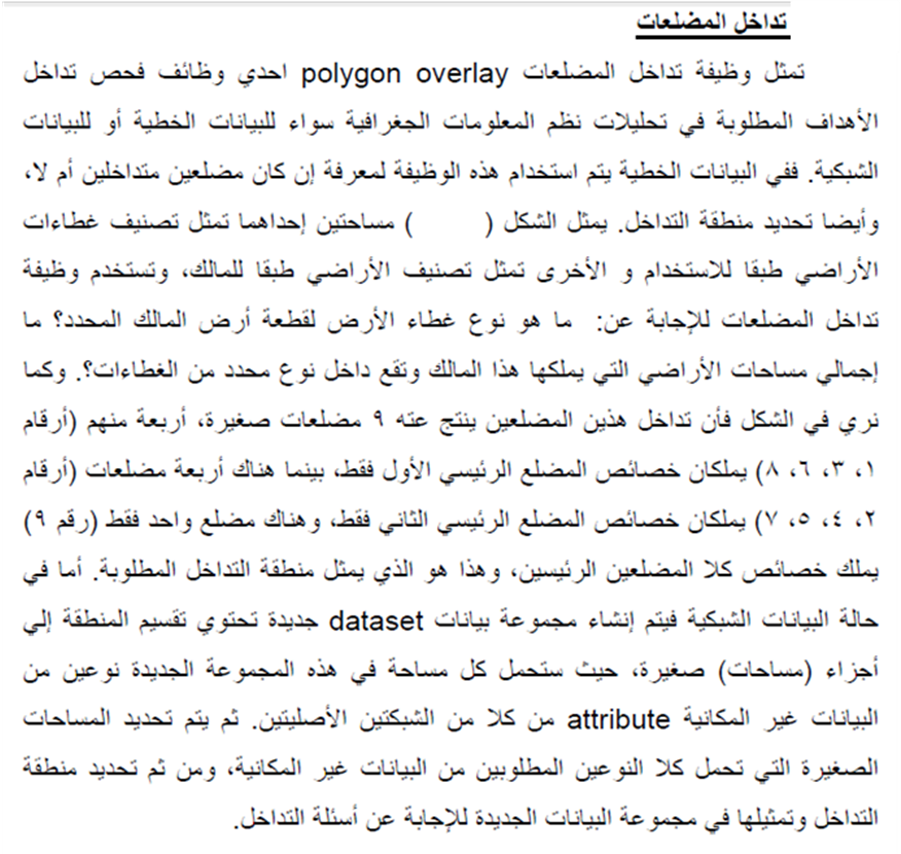 تداخل المضلعات
تمثل وظيفة تداخل المضلعات polygon overlay احدي وظائف فحص تداخل
الأهداف المطلوبة في تحليلات نظم المعلومات الجغرافية سواء للبيانات الخطية أو للبيانات
الشبكية. ففي البيانات الخطية يتم استخدام هذه الوظيفة لمعرفة إن كان مضلعين متداخلين أم لا،
وأيضا تحديد منطقة التداخل. يمثل الشكل ( ) مساحتين إحداهما تمثل تصنيف غطاءات
الأراضي طبقا للاستخدام و الأخرى تمثل تصنيف الأراضي طبقا للمالك، وتستخدم وظيفة
تداخل المضلعات للإجابة عن: ما هو نوع غطاء الأرض لقطعة أرض المالك المحدد؟ ما
إجمالي مساحات الأراضي التي يملكها هذا المالك وتقع داخل نوع محدد من الغطاءات؟. وكما
نري في الشكل فأن تداخل هذين المضلعين ينتج عته ٩ مضلعات صغيرة، أربعة منهم (أرقام
١، ٣، ٦، ٨) يملكان خصائص المضلع الرئيسي الأول فقط، بينما هناك أربعة مضلعات (أرقام
٢، ٤، ٥، ٧) يملكان خصائص المضلع الرئيسي الثاني فقط، وهناك مضلع واحد فقط (رقم ٩)
يملك خصائص كلا المضلعين الرئيسين، وهذا هو الذي يمثل منطقة التداخل المطلوبة. أما في
حالة البيانات الشبكية فيتم إنشاء مجموعة بيانات dataset جديدة تحتوي تقسيم المنطقة إلي
أجزاء (مساحات) صغيرة، حيث ستحمل كل مساحة في هذه المجموعة الجديدة نوعين من
البيانات غير المكانية attribute من كلا من الشبكتين الأصليتين. ثم يتم تحديد المساحات
الصغيرة التي تحمل كلا النوعين المطلوبين من البيانات غير المكانية، ومن ثم تحديد منطقة
التداخل وتمثيلها في مجموعة البيانات الجديدة للإجابة عن أسئلة التداخل.